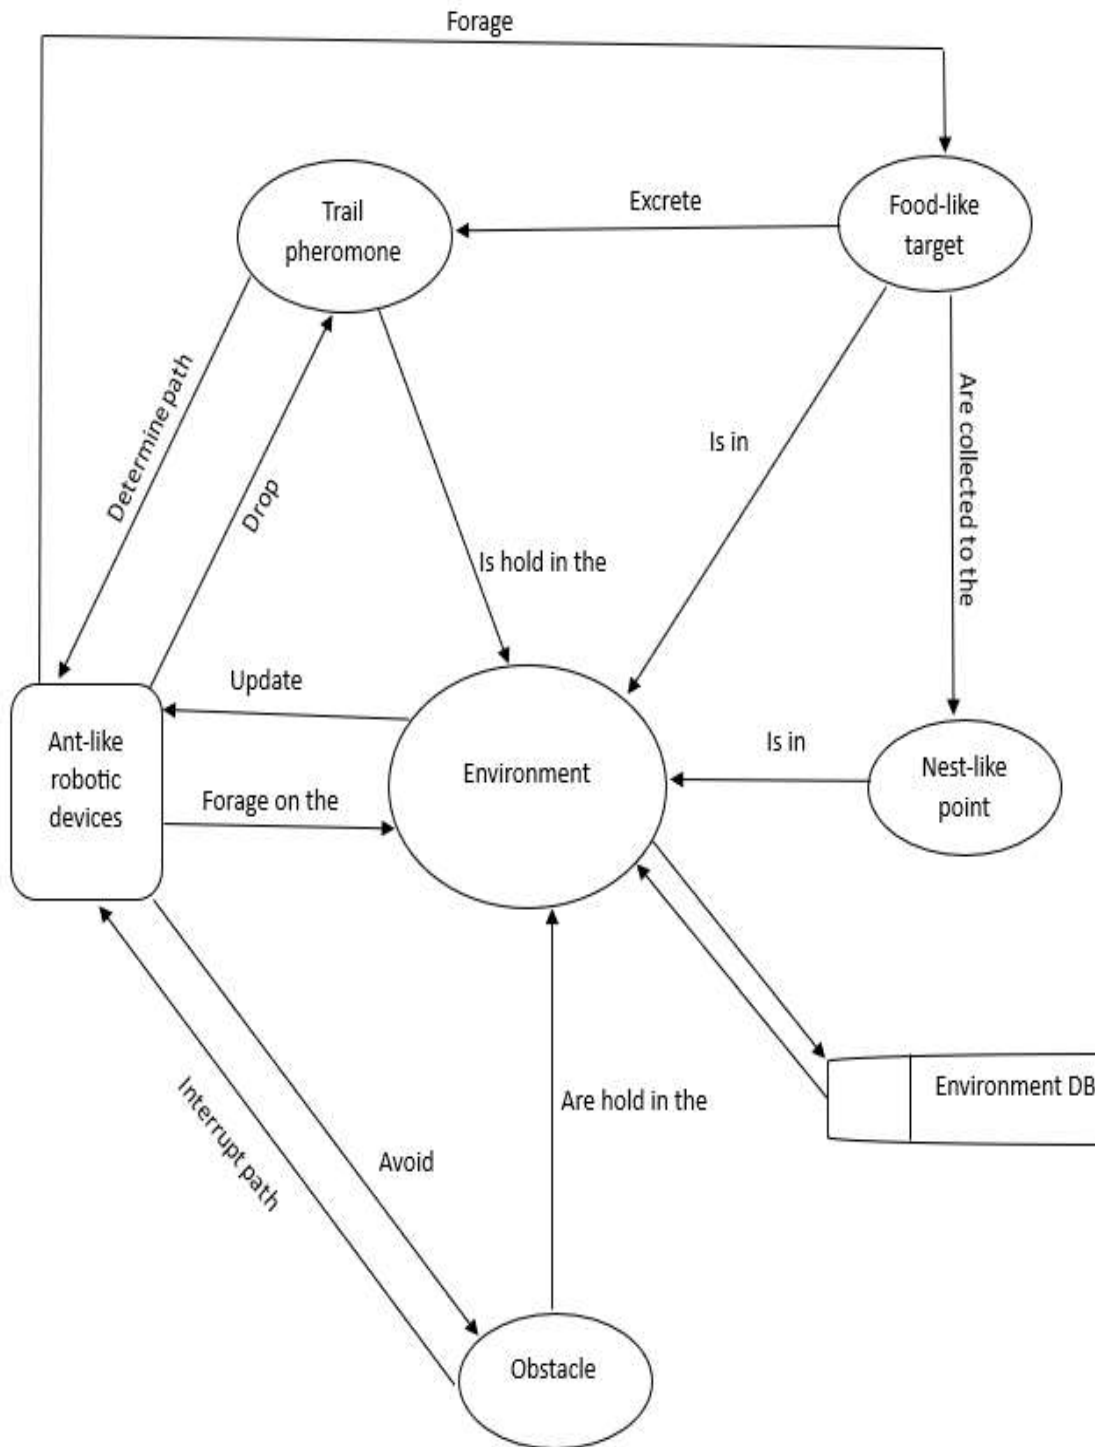 Forage
Trail
pheromone
Excrete
Food-like
target
Determine path
Drop
Is hold in the
Is in
Are collected to the
Update
Ant-like
robotic
devices
Forage on the
Environment
Is in
Nest-like
point
Interrupt path
Avoid
Are hold in the
Environment DB
Obstacle